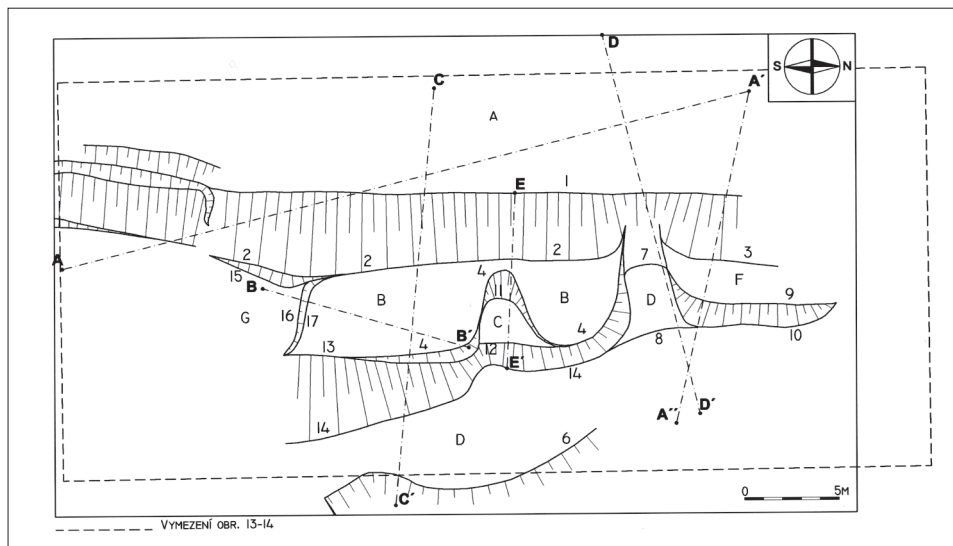 D
S N
C A´
A
E 1
A 2 2 2 7 3
15 4 F
B B B D 9
G 16 17 11 C
13 4 B´ 12 4 8 10
E´ 14
14 A´´ D´
D 6
C´
0 5M
VYMEZENÍ OBR. 13-14